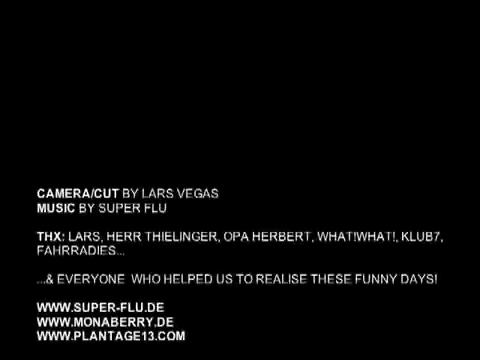 CAMERA/CUT BY LARS VEGAS
MUSIC BY SUPER FLU
THX: LARS, HERR THIELINGER, OPA HERBERT, WHAT!WHAT!, KLUB7,
FAHRRADIES...
...& EVERYONE WHO HELPED US TO REALISE THESE FUNNY DAYS!
WWW.SUPER-FLU.DE
WWW.MONABERRY.DE
WWW.PLANTAGE13.COM